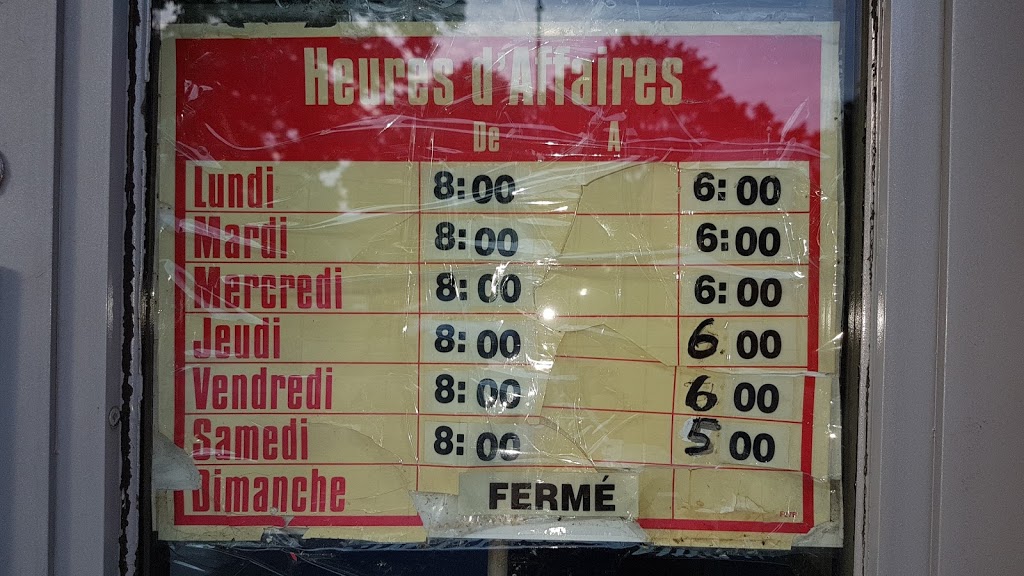 Heures d'Affaires
De A
Lundi 8:00 6:00
Mardi 8:00 6:00
Mercredi 8:00 6:00
Jeudi 8:00 6:00
Vendredi 8:00 6 00
Samedi 8:00 5 00
Dimanche FERMÉ